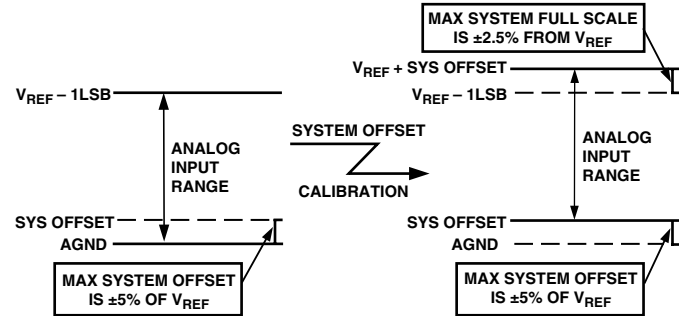 MAX SYSTEM FULL SCALE
IS ±2.5% FROM VREF
VREF + SYS OFFSET
VREF – 1LSB
VREF – 1LSB
SYSTEM OFFSET
CALIBRATION
ANALOG
INPUT
RANGE
ANALOG
INPUT
RANGE
SYS OFFSET
AGND
SYS OFFSET
AGND
MAX SYSTEM OFFSET
IS ±5% OF VREF
MAX SYSTEM OFFSET
IS ±5% OF VREF